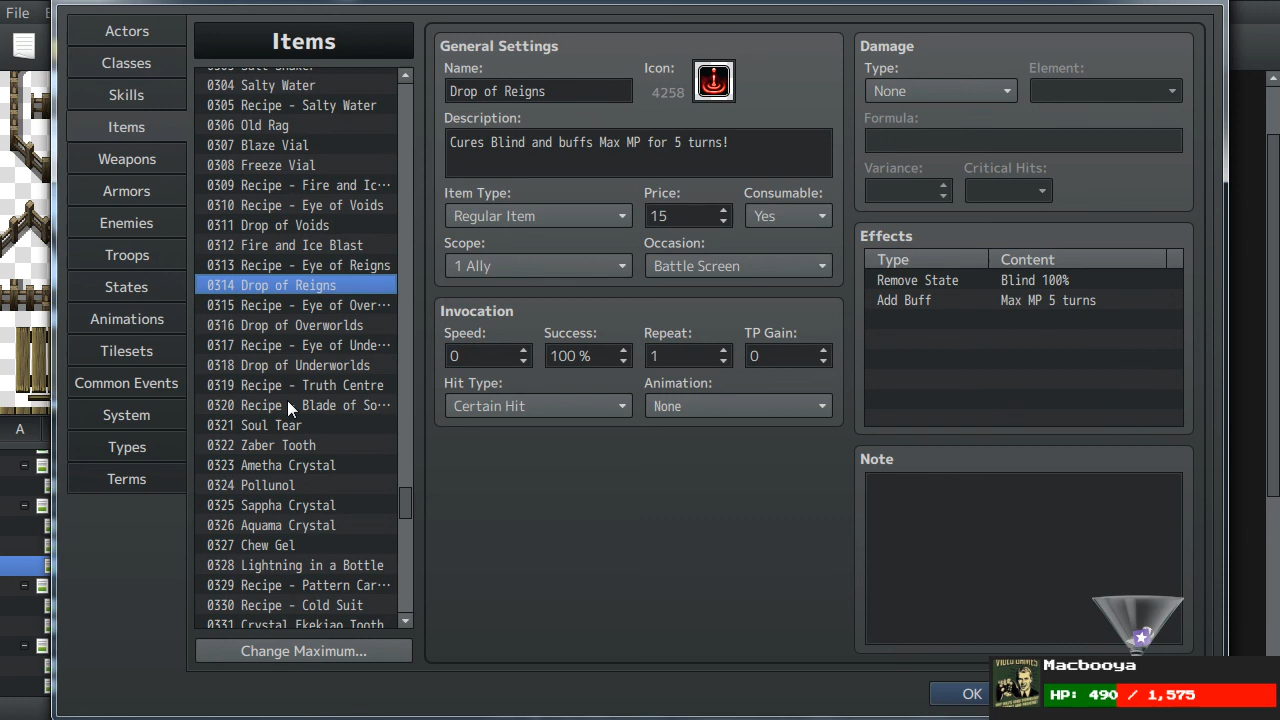 File
Actors
Classes
Skills
Items
Weapons
Armors
Enemies
Troops
States
Animations
Tilesets
Common Events
System
Types
Terms
Items
0304 Salty Water
0305 Recipe - Salty Water
0306 Old Rag
0307 Blaze Vial
0308 Freeze Vial
0309 Recipe - Fire and Ic···
0310 Recipe - Eye of Voids
0311 Drop of Voids
0312 Fire and Ice Blast
0313 Recipe - Eye of Reigns
0314 Drop of Reigns
0315 Recipe - Eye of Over···
0316 Drop of Overworlds
0317 Recipe - Eye of Unde···
0318 Drop of Underworlds
0319 Recipe - Truth Centre
0320 Recipe - Blade of So···
0321 Soul Tear
0322 Zaber Tooth
0323 Ametha Crystal
0324 Pollunol
0325 Sappha Crystal
0326 Aquama Crystal
0327 Chew Gel
0328 Lightning in a Bottle
0329 Recipe - Pattern Car···
0330 Recipe - Cold Suit
0331 Crystal Ekekiao Tooth
Change Maximum...
General Settings
Name:
Icon:
Drop of Reigns
4258
Description:
Cures Blind and buffs Max MP for 5 turns!
Item Type:
Price:
Consumable:
Regular Item
15
Yes
Scope:
Occasion:
1 Ally
Battle Screen
Invocation
Speed:
Success:
Repeat:
TP Gain:
0
100 %
1
0
Hit Type:
Animation:
Certain Hit
None
Damage
Type:
Element:
None
Formula:
Variance:
Critical Hits:
Effects
Type
Content
Remove State
Blind 100%
Add Buff
Max MP 5 turns
Note
OK
A
VIDEO GAMES
Macbooya
HP: 490 / 1,575